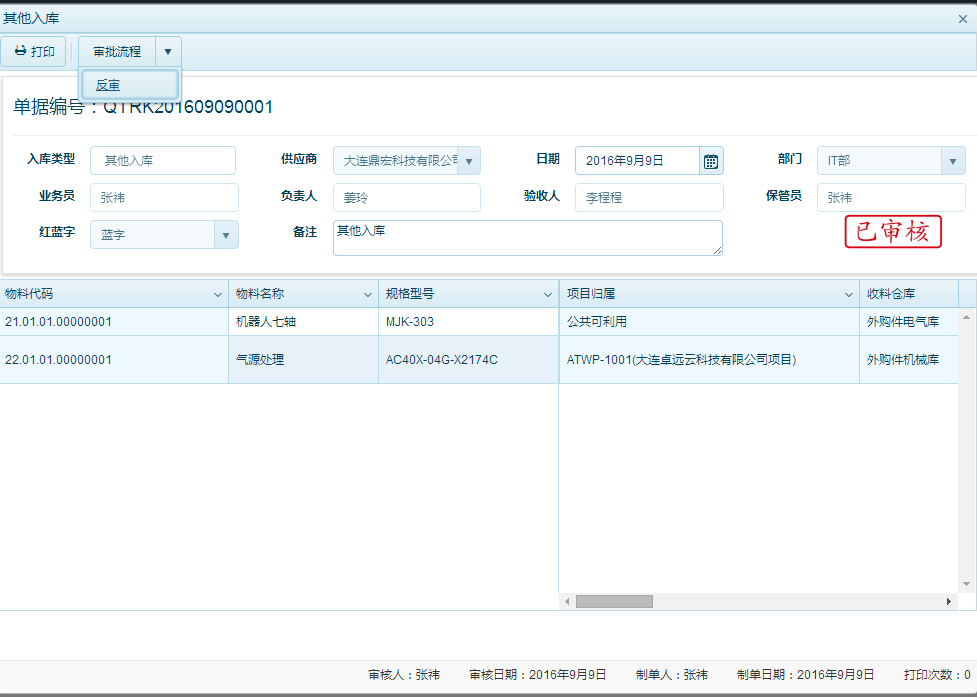 其他入库
打印 审批流程
反审
单据编号：QTRK201609090001
入库类型 其他入库 供应商 大连鼎宏科技有限公司 日期 2016年9月9日 部门 IT部
业务员 张祎 负责人 姜玲 验收人 李程程 保管员 张祎
红蓝字 蓝字 备注 其他入库 已审核
物料代码 物料名称 规格型号 项目归属 收料仓库
21.01.01.00000001 机器人七轴 MJK-303 公共可利用 外购件电气库
22.01.01.00000001 气源处理 AC40X-04G-X2174C ATWP-1001(大连卓远云科技有限公司项目) 外购件机械库
审核人：张祎 审核日期：2016年9月9日 制单人：张祎 制单日期：2016年9月9日 打印次数：0